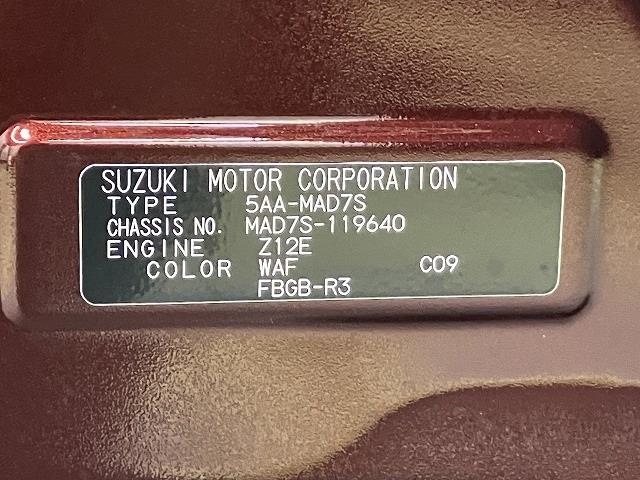 SUZUKI MOTOR CORPORATION
TYPE 5AA-MAD7S
CHASSIS NO. MAD7S-119640
ENGINE Z12E
COLOR WAF C09
FBGB-R3